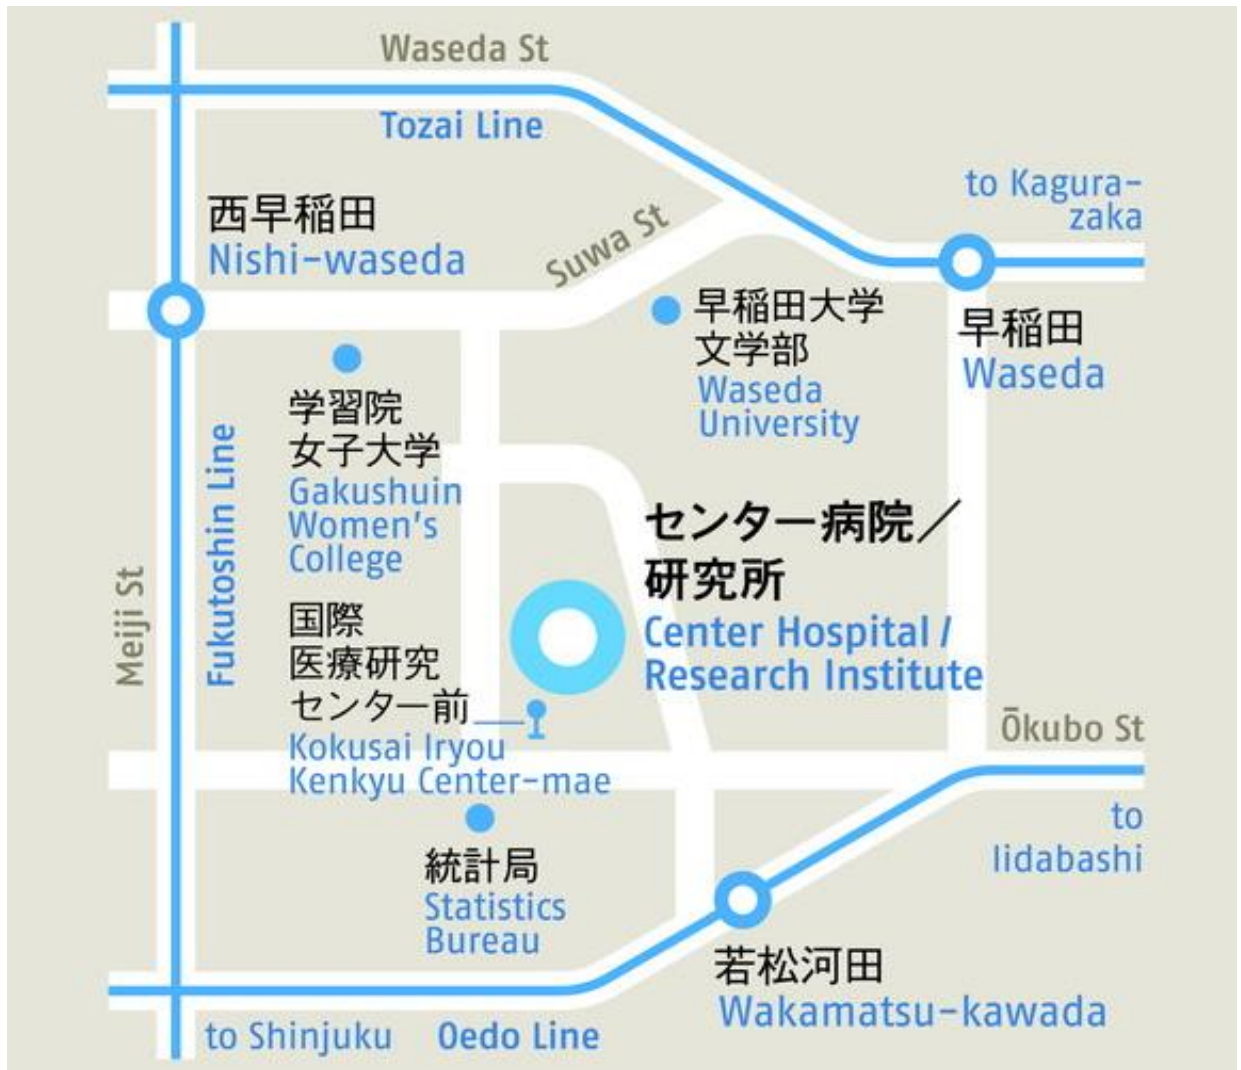 Waseda St
Tozai Line
to Kagura-
zaka
西早稲田
Nishi-waseda
Suwa St
早稲田大学
文学部
Waseda
University
早稲田
Waseda
学習院
女子大学
Gakushuin
Women's
College
Fukutoshin Line
Meiji St
センター病院／
研究所
Center Hospital /
Research Institute
国際
医療研究
センター前
Kokusai Iryou
Kenkyu Center-mae
Ōkubo St
to
Iidabashi
統計局
Statistics
Bureau
若松河田
Wakamatsu-kawada
to Shinjuku
Oedo Line